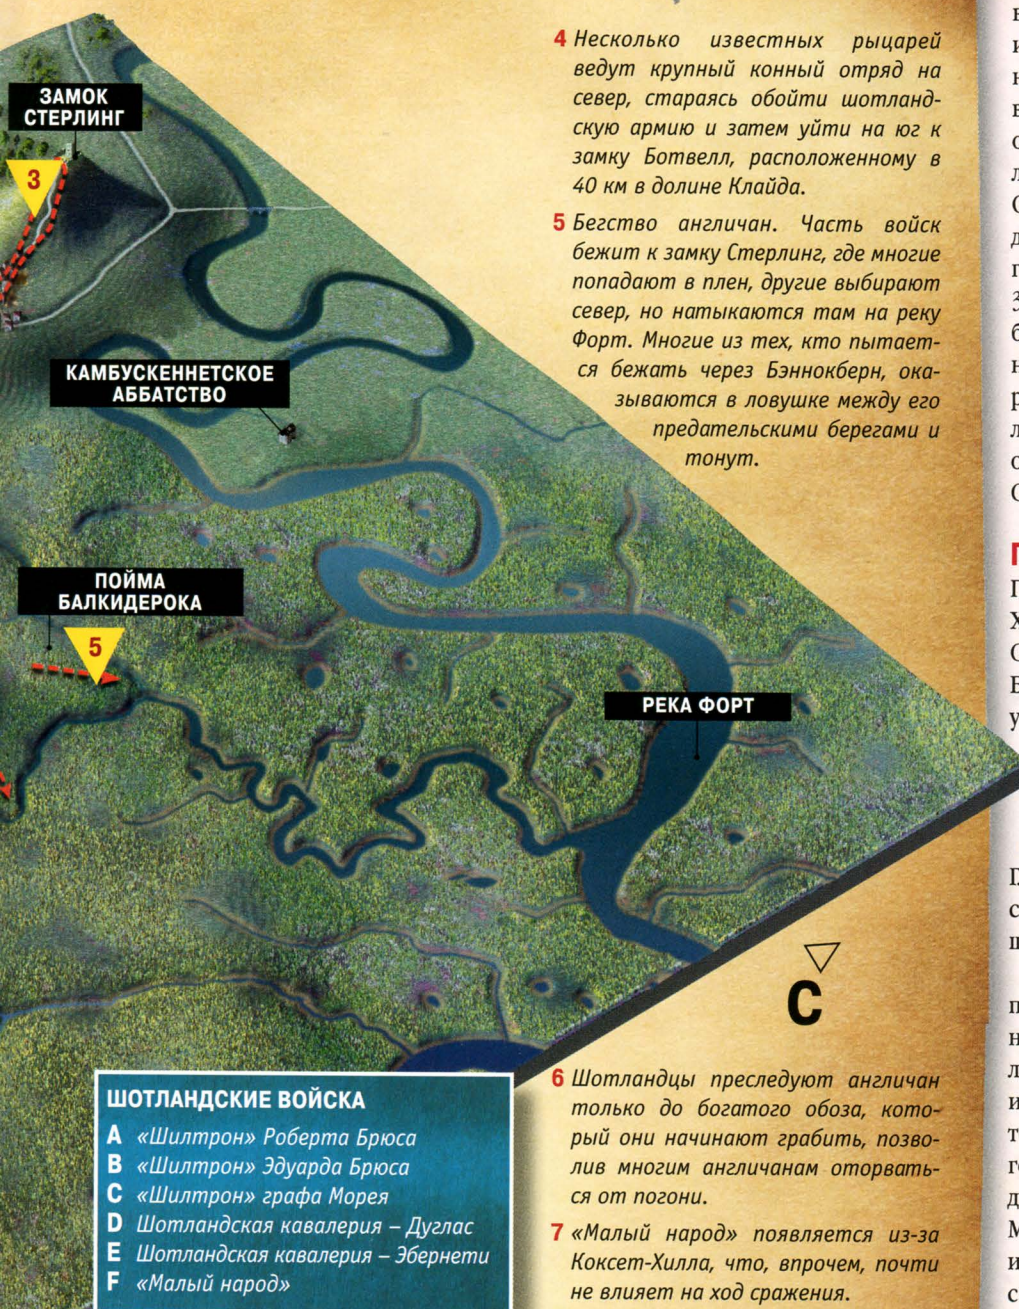 ЗАМОК
СТЕРЛИНГ
3
КАМБУСКЕННЕТСКОЕ
АББАТСТВО
ПОЙМА
БАЛКИДЕРОКА
5
РЕКА ФОРТ
С
4 Несколько известных рыцарей
ведут крупный конный отряд на
север, стараясь обойти шотланд-
скую армию и затем уйти на юг к
замку Ботвелл, расположенному в
40 км в долине Клайда.
5 Бегство англичан. Часть войск
бежит к замку Стерлинг, где многие
попадают в плен, другие выбирают
север, но натыкаются там на реку
Форт. Многие из тех, кто пытает-
ся бежать через Бэннокберн, ока-
зываются в ловушке между его
предательскими берегами и
тонут.
6 Шотландцы преследуют англичан
только до богатого обоза, кото-
рый они начинают грабить, позво-
лив многим англичанам оторвать-
ся от погони.
7 «Малый народ» появляется из-за
Коксет-Хилла, что, впрочем, почти
не влияет на ход сражения.
ШОТЛАНДСКИЕ ВОЙСКА
A «Шилтрон» Роберта Брюса
B «Шилтрон» Эдуарда Брюса
C «Шилтрон» графа Морея
D Шотландская кавалерия – Дуглас
E Шотландская кавалерия – Эбернети
F «Малый народ»